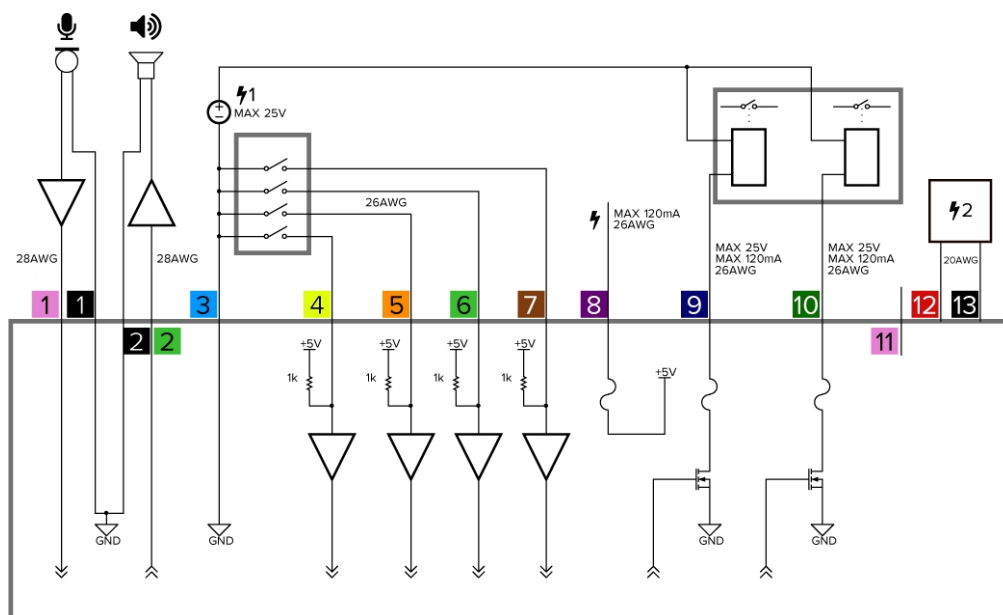 1
MAX 25V
26AWG
MAX 120mA
26AWG
2
28AWG
28AWG
MAX 25V
MAX 120mA
26AWG
MAX 25V
MAX 120mA
26AWG
20AWG
1
1
3
4
5
6
7
8
9
10
12
13
2
2
11
+5V
+5V
+5V
+5V
1k
1k
1k
1k
+5V
GND
GND
GND
GND